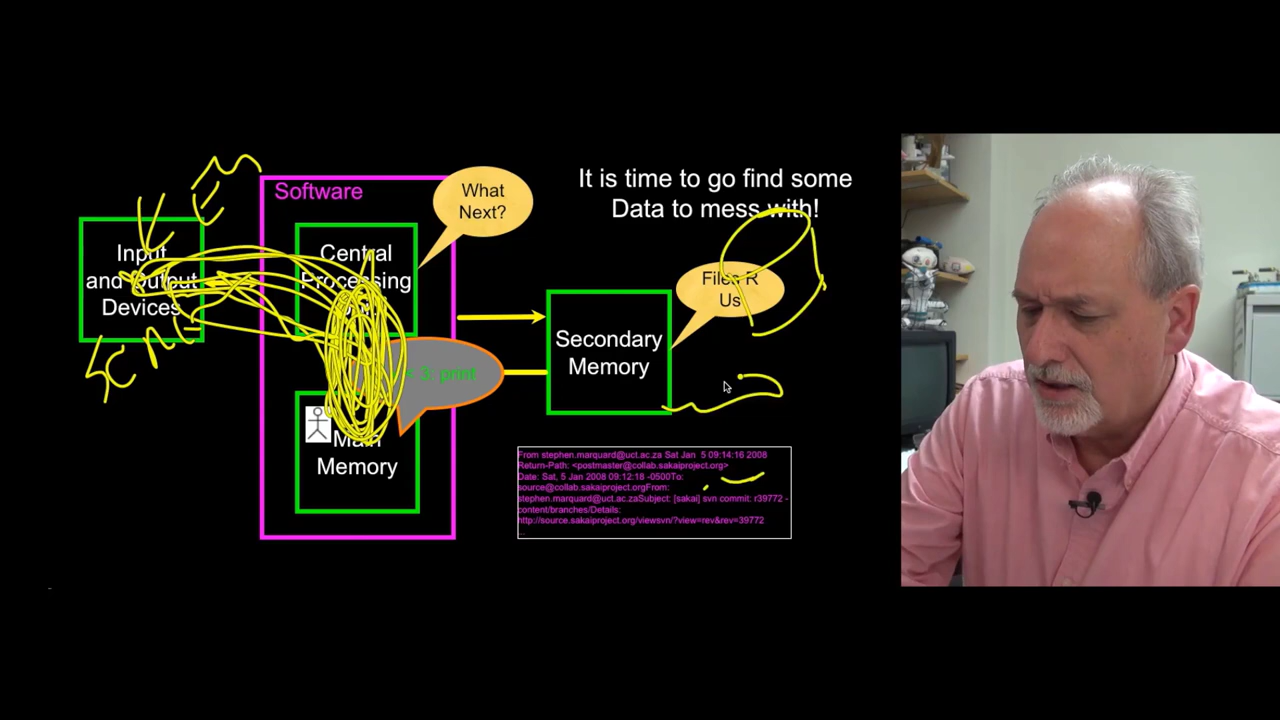 It is time to go find some
Data to mess with!
Software
What
Next?
Input
and Output
Devices
Central
Processing
Files R
Us
Secondary
Memory
print
Main
Memory
From stephen.marquard@uct.ac.za Sat Jan 5 09:14:16 2008
Return-Path: <postmaster@collab.sakaiproject.org>
Date: Sat, 5 Jan 2008 09:12:18 -0500To:
source@collab.sakaiproject.orgFrom:
stephen.marquard@uct.ac.zaSubject: [sakai] svn commit: r39772 -
content/branches/Details:
http://source.sakaiproject.org/viewsvn/?view=rev&rev=39772
...